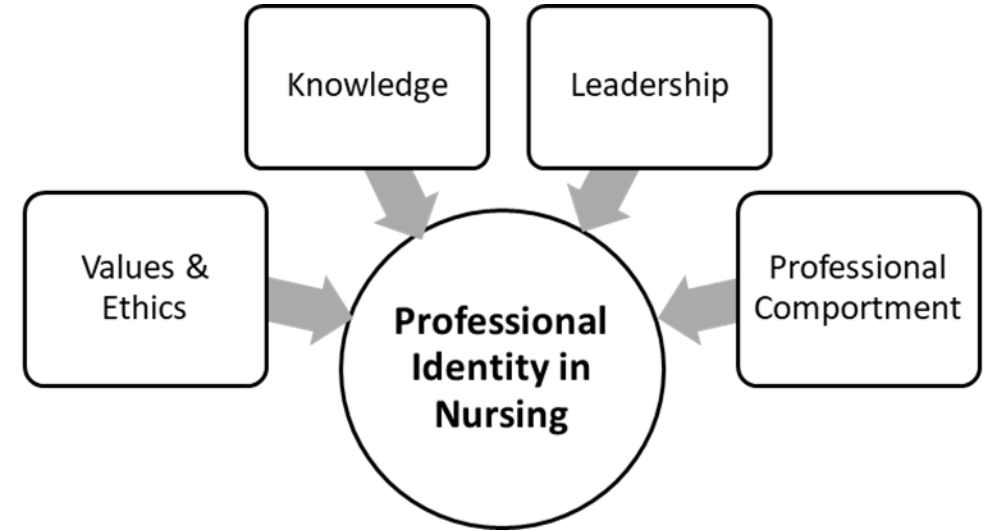 Knowledge
Leadership
Values &
Ethics
Professional
Comportment
Professional
Identity in
Nursing